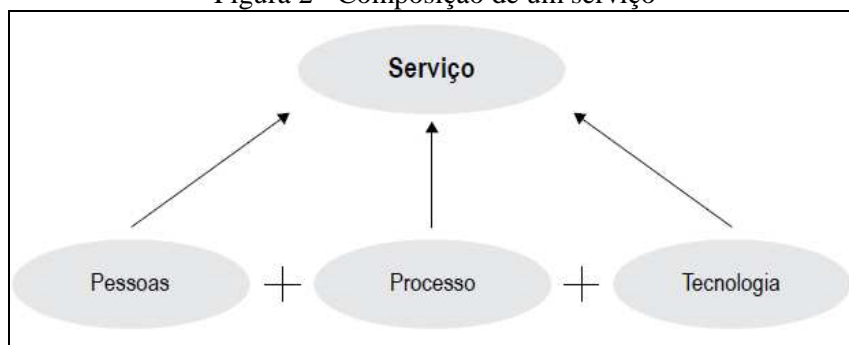 Figura 2 - Composição de um serviço
Serviço
Pessoas + Processo + Tecnologia